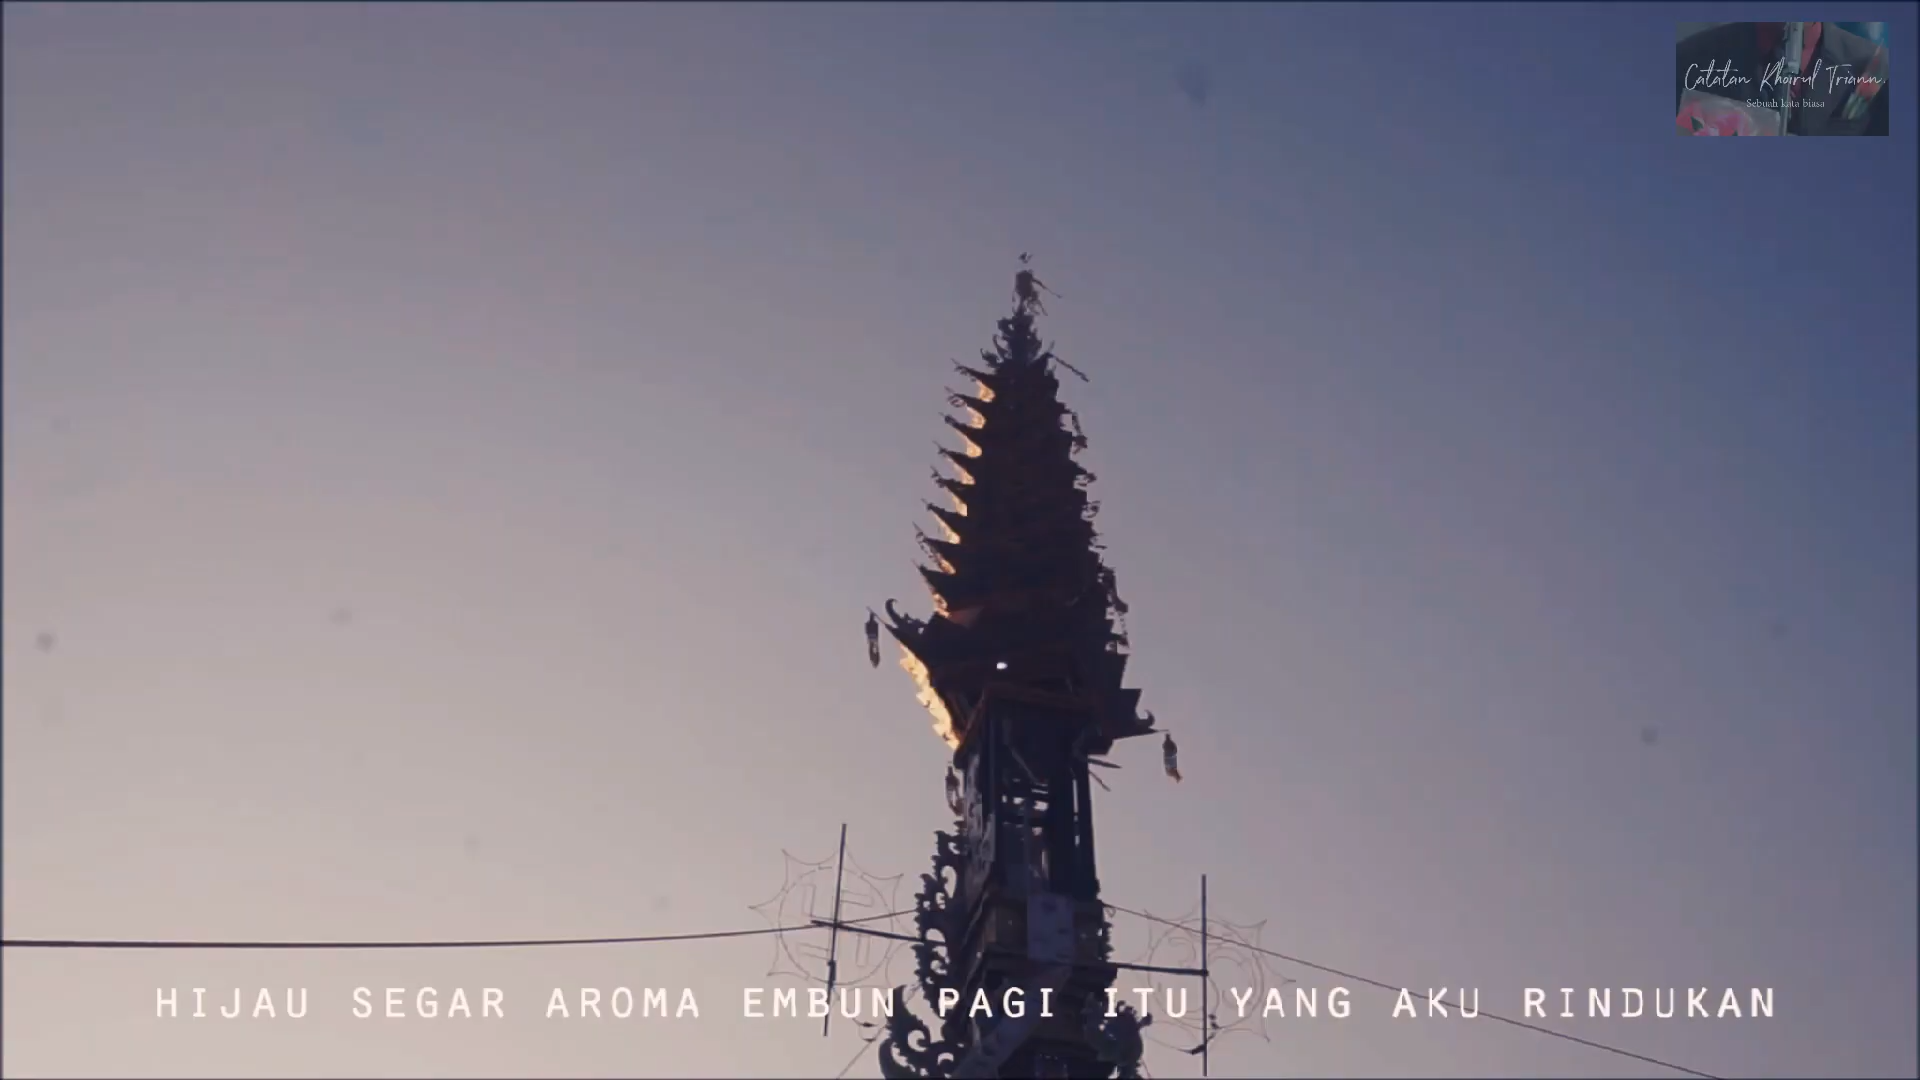 Catatan Khoirul Triann.
Sebuah kata biasa
HIJAU SEGAR AROMA EMBUN PAGI ITU YANG AKU RINDUKAN